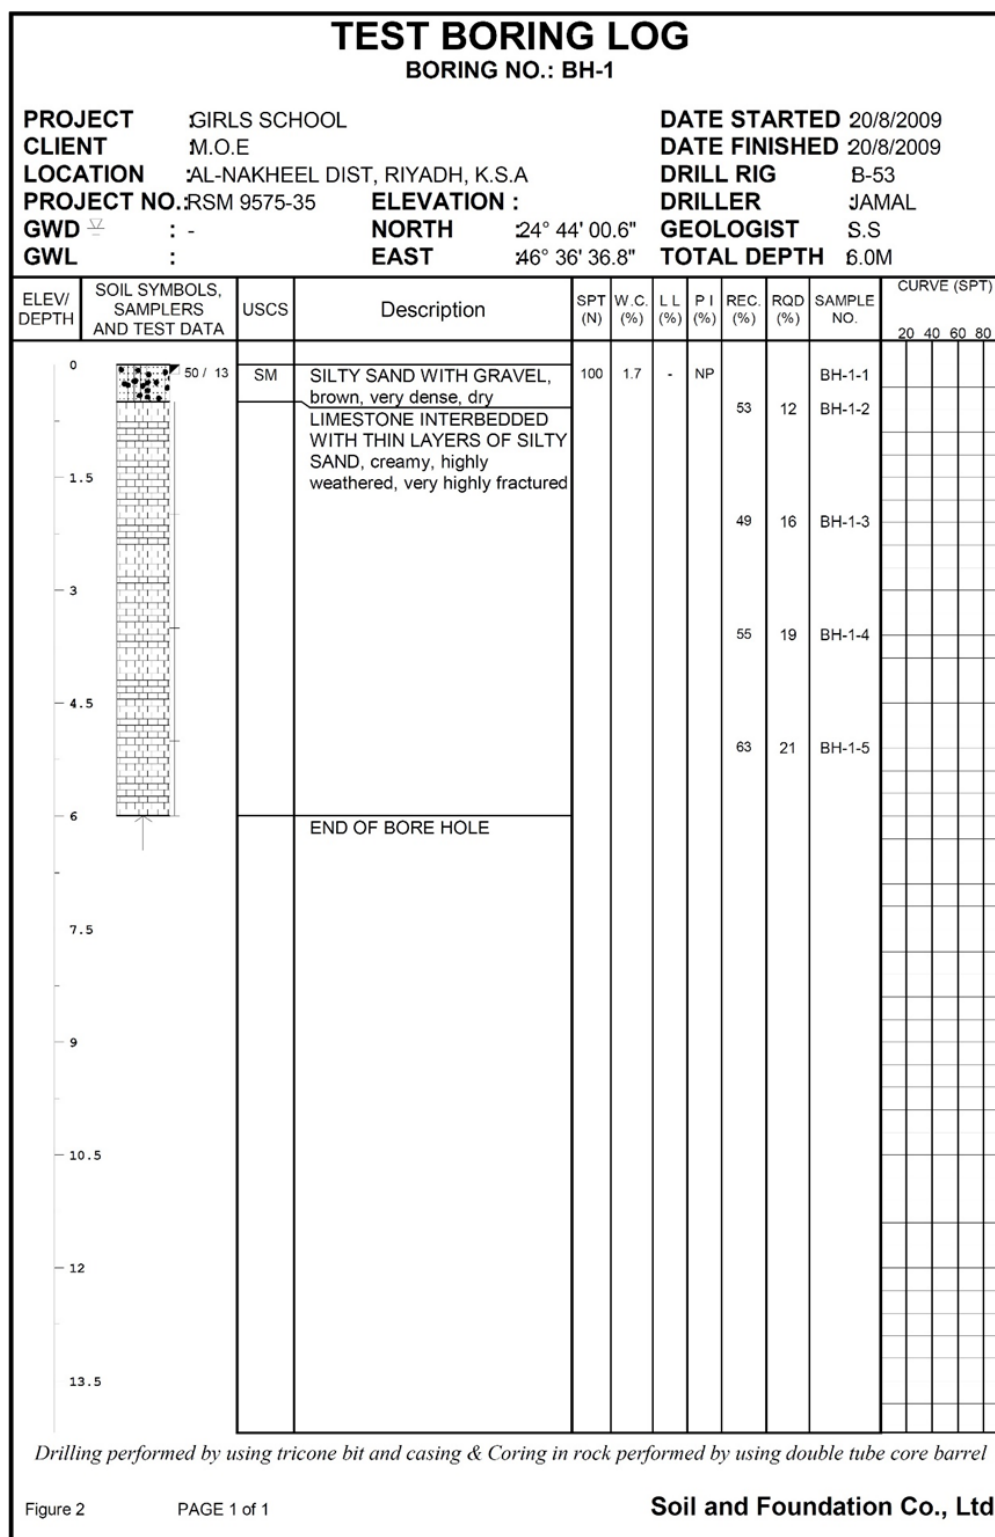 TEST BORING LOG
BORING NO.: BH-1
PROJECT : GIRLS SCHOOL DATE STARTED 20/8/2009
CLIENT : M.O.E DATE FINISHED 20/8/2009
LOCATION : AL-NAKHEEL DIST, RIYADH, K.S.A DRILL RIG B-53
PROJECT NO.: RSM 9575-35 ELEVATION : DRILLER JAMAL
GWD : - NORTH 24° 44' 00.6" GEOLOGIST S.S
GWL : EAST 46° 36' 36.8" TOTAL DEPTH 6.0M
ELEV/ DEPTH
SOIL SYMBOLS, SAMPLERS AND TEST DATA
USCS
Description
SPT (N)
W.C. (%)
L L (%)
P I (%)
REC. (%)
RQD (%)
SAMPLE NO.
CURVE (SPT)
20 40 60 80
0 50 / 13 SM SILTY SAND WITH GRAVEL, 100 1.7 - NP BH-1-1
brown, very dense, dry
53 12 BH-1-2
LIMESTONE INTERBEDDED
WITH THIN LAYERS OF SILTY
SAND, creamy, highly
1.5 weathered, very highly fractured
49 16 BH-1-3
3
55 19 BH-1-4
4.5
63 21 BH-1-5
6
END OF BORE HOLE
7.5
9
10.5
12
13.5
Drilling performed by using tricone bit and casing & Coring in rock performed by using double tube core barrel
Figure 2 PAGE 1 of 1 Soil and Foundation Co., Ltd